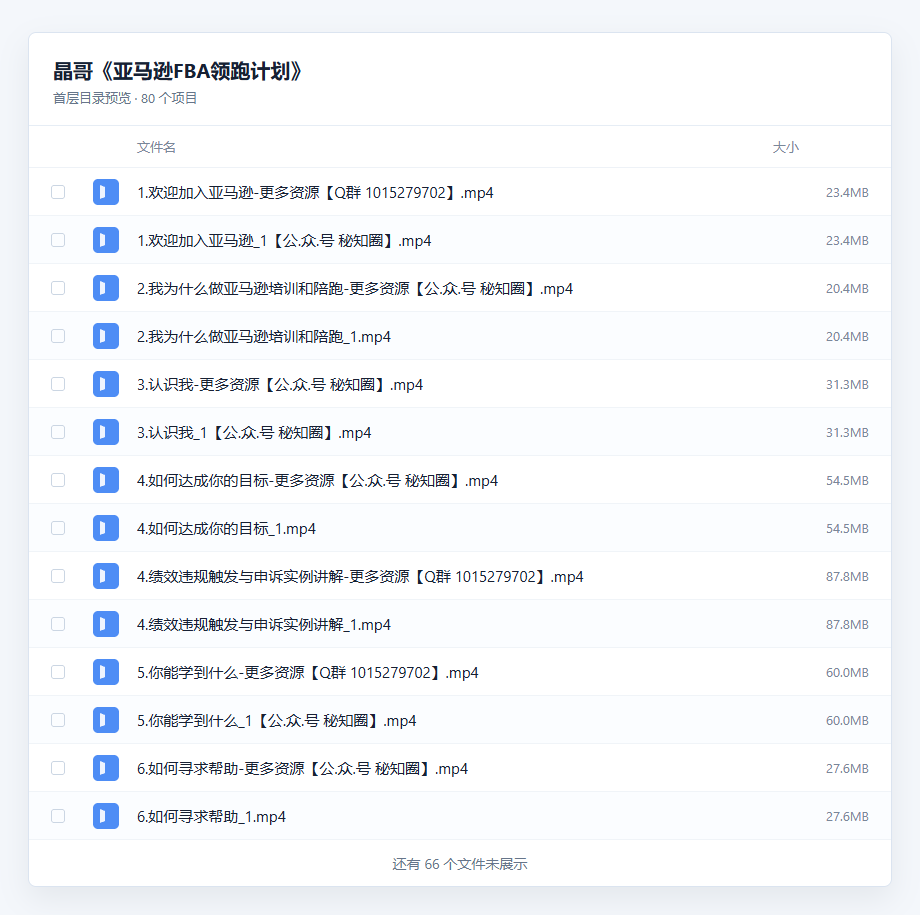 晶哥《亚马逊FBA领跑计划》
首层目录预览 · 80 个项目
文件名 大小
1.欢迎加入亚马逊-更多资源【Q群 1015279702】.mp4 23.4MB
1.欢迎加入亚马逊_1【公.众.号 秘知圈】.mp4 23.4MB
2.我为什么做亚马逊培训和陪跑-更多资源【公.众.号 秘知圈】.mp4 20.4MB
2.我为什么做亚马逊培训和陪跑_1.mp4 20.4MB
3.认识我-更多资源【公.众.号 秘知圈】.mp4 31.3MB
3.认识我_1【公.众.号 秘知圈】.mp4 31.3MB
4.如何达成你的目标-更多资源【公.众.号 秘知圈】.mp4 54.5MB
4.如何达成你的目标_1.mp4 54.5MB
4.绩效违规触发与申诉实例讲解-更多资源【Q群 1015279702】.mp4 87.8MB
4.绩效违规触发与申诉实例讲解_1.mp4 87.8MB
5.你能学到什么-更多资源【Q群 1015279702】.mp4 60.0MB
5.你能学到什么_1【公.众.号 秘知圈】.mp4 60.0MB
6.如何寻求帮助-更多资源【公.众.号 秘知圈】.mp4 27.6MB
6.如何寻求帮助_1.mp4 27.6MB
还有 66 个文件未展示